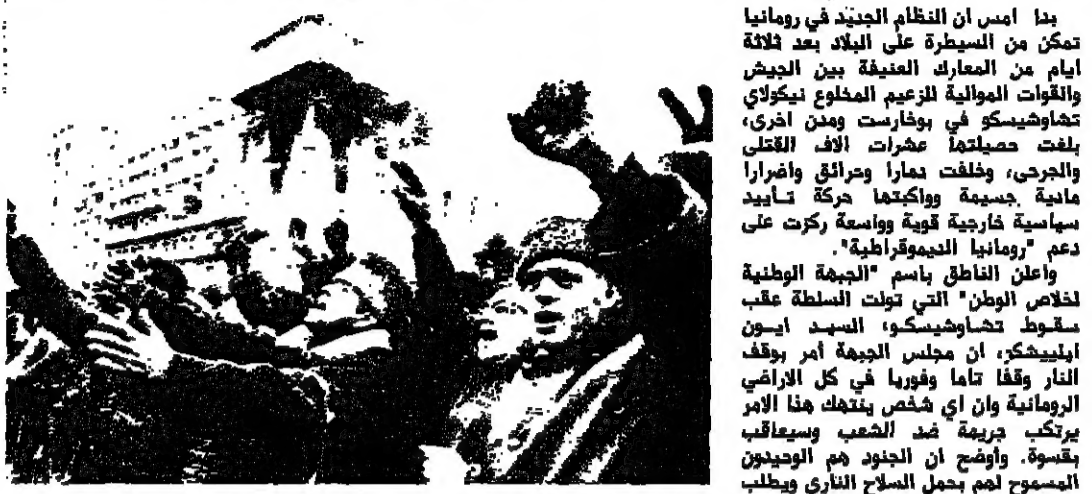 بدا امس ان النظام الجديد في رومانيا
تمكن من السيطرة على البلاد بعد ثلاثة
ايام من المعارك العنيفة بين الجيش
والقوات الموالية للزعيم المخلوع نيكولاي
تشاوشيسكو في بوخارست ومدن اخرى،
بلغت حصيلتها عشرات الاف القتلى
والجرحى، وخلفت دمارا وحرائق واضرارا
مادية جسيمة وواكبتها حركة تأييد
سياسية خارجية قوية وواسعة ركزت على
دعم "رومانيا الديموقراطية".
واعلن الناطق باسم "الجبهة الوطنية
لخلاص الوطن" التي تولت السلطة عقب
سقوط تشاوشيسكو، السيد ايون
ايلييشكو، ان مجلس الجبهة أمر بوقف
النار وقفا تاما وفوريا في كل الاراضي
الرومانية وان اي شخص ينتهك هذا الامر
يرتكب جريمة ضد الشعب وسيعاقب
بقسوة. وأوضح ان الجنود هم الوحيدون
المسموح لهم بحمل السلاح الناري ويطلب